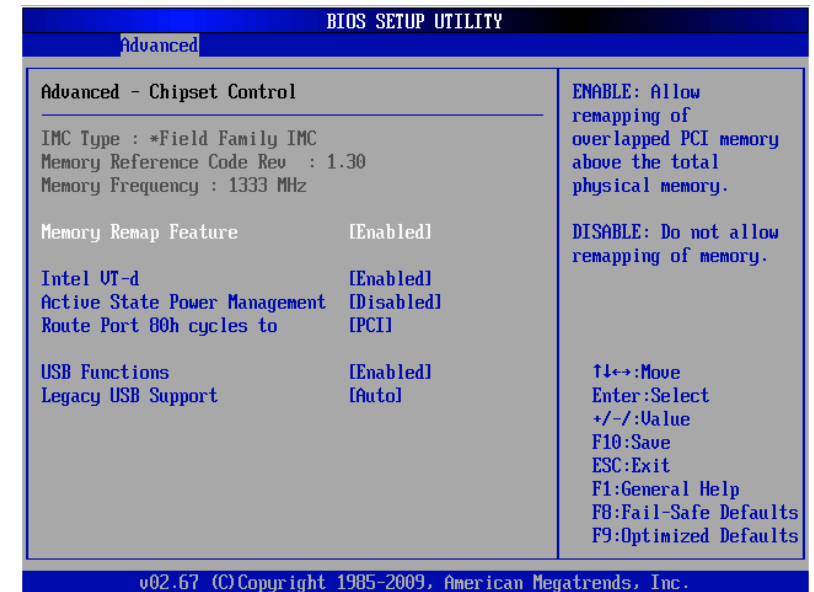 BIOS SETUP UTILITY
Advanced
Advanced - Chipset Control
IMC Type : *Field Family IMC
Memory Reference Code Rev : 1.30
Memory Frequency : 1333 MHz
Memory Remap Feature [Enabled]
Intel VT-d [Enabled]
Active State Power Management [Disabled]
Route Port 80h cycles to [PCI]
USB Functions [Enabled]
Legacy USB Support [Auto]
ENABLE: Allow
remapping of
overlapped PCI memory
above the total
physical memory.
DISABLE: Do not allow
remapping of memory.
↑↓←→:Move
Enter:Select
+/-/:Value
F10:Save
ESC:Exit
F1:General Help
F8:Fail-Safe Defaults
F9:Optimized Defaults
v02.67 (C)Copyright 1985-2009, American Megatrends, Inc.